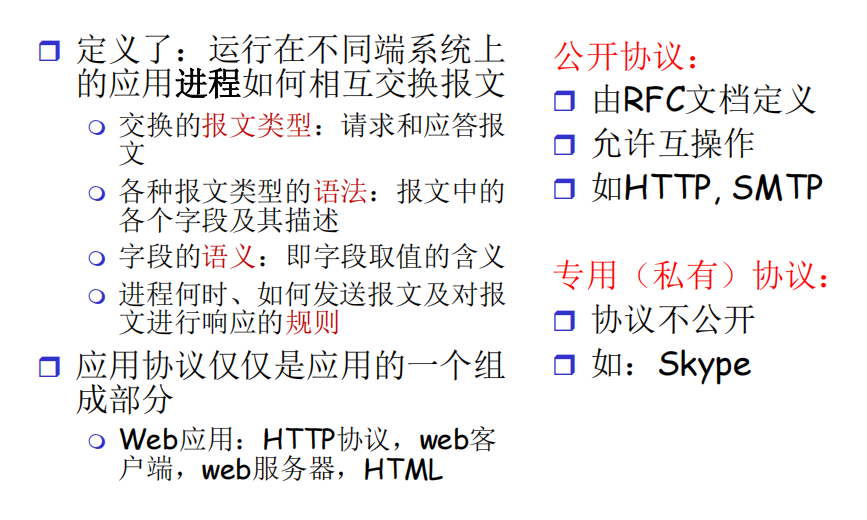 定义了：运行在不同端系统上
的应用进程如何相互交换报文
交换的报文类型：请求和应答报
文
各种报文类型的语法：报文中的
各个字段及其描述
字段的语义：即字段取值的含义
进程何时、如何发送报文及对报
文进行响应的规则
应用协议仅仅是应用的一个组
成部分
Web应用：HTTP协议，web客
户端，web服务器，HTML
公开协议：
由RFC文档定义
允许互操作
如HTTP, SMTP
专用（私有）协议：
协议不公开
如：Skype